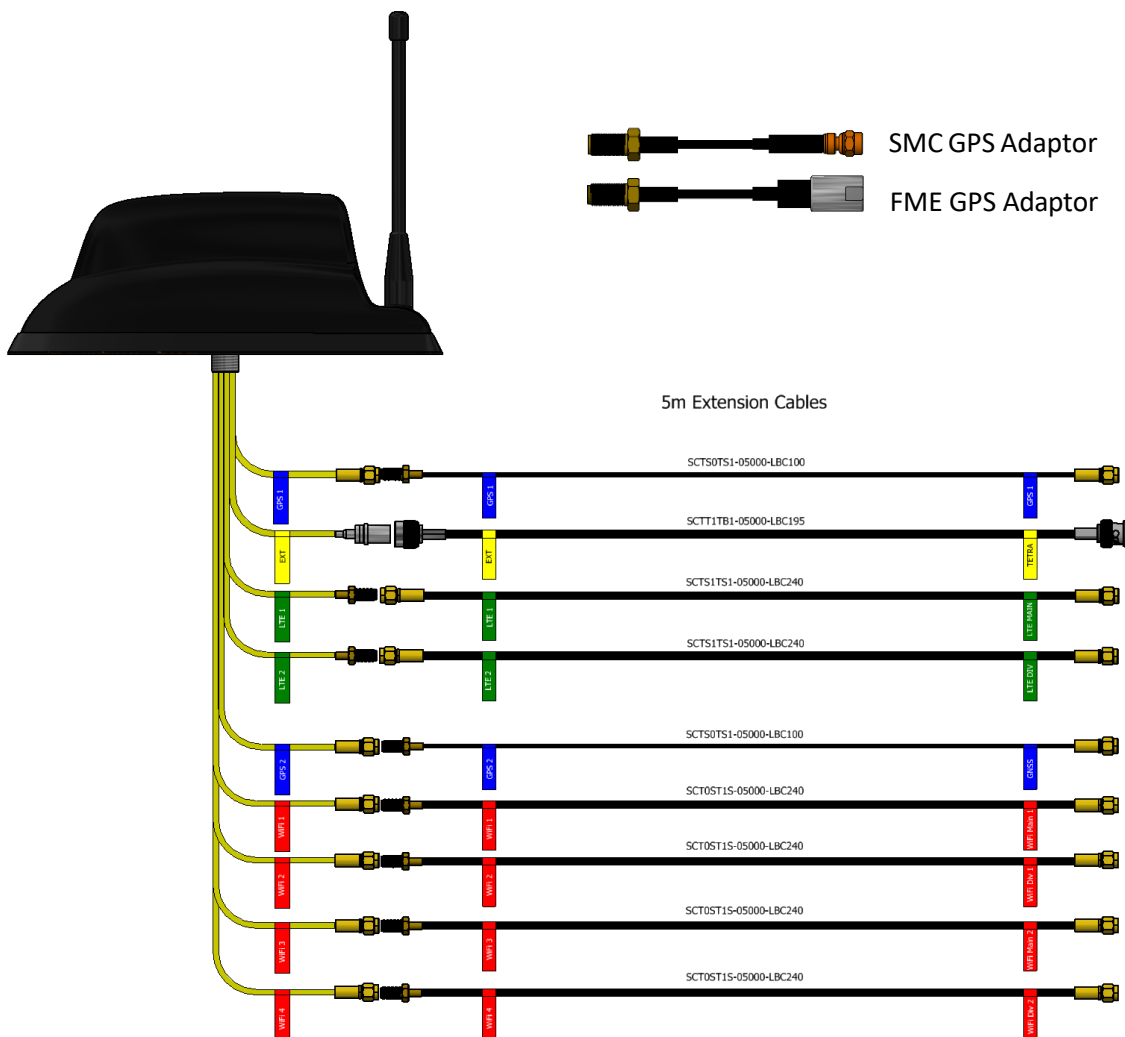 SMC GPS Adaptor
FME GPS Adaptor
5m Extension Cables
SCTS0TS1-05000-LBC100
GPS 1
GPS 1
GPS 1
SCTT1TB1-05000-LBC195
EXT
EXT
TETRA
SCTS1TS1-05000-LBC240
LTE 1
LTE 1
LTE MAIN
SCTS1TS1-05000-LBC240
LTE 2
LTE 2
LTE DIV
SCTS0TS1-05000-LBC100
GPS 2
GPS 2
GNSS
SCT0ST1S-05000-LBC240
WiFi 1
WiFi 1
WiFi Main 1
SCT0ST1S-05000-LBC240
WiFi 2
WiFi 2
WiFi Div 1
SCT0ST1S-05000-LBC240
WiFi 3
WiFi 3
WiFi Main 2
SCT0ST1S-05000-LBC240
WiFi 4
WiFi 4
WiFi Div 2